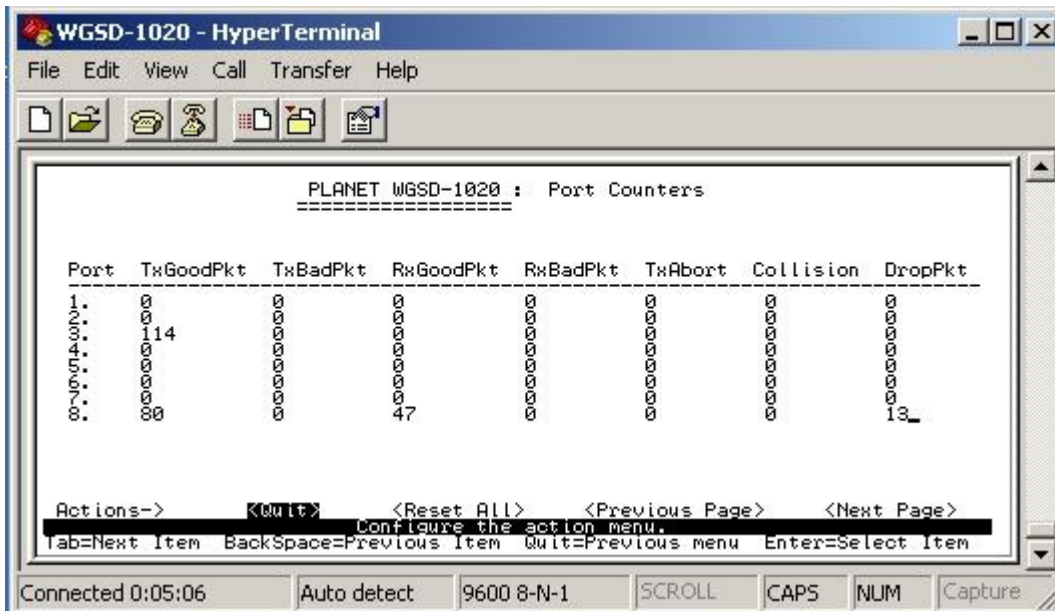 WGSD-1020 - HyperTerminal
File Edit View Call Transfer Help
PLANET WGSD-1020 : Port Counters
==================
Port TxGoodPkt TxBadPkt RxGoodPkt RxBadPkt TxAbort Collision DropPkt
1. 0 0 0 0 0 0 0
2. 0 0 0 0 0 0 0
3. 114 0 0 0 0 0 0
4. 0 0 0 0 0 0 0
5. 0 0 0 0 0 0 0
6. 0 0 0 0 0 0 0
7. 0 0 0 0 0 0 0
8. 80 0 47 0 0 0 13_
Actions-> <Quit> <Reset All> <Previous Page> <Next Page>
Configure the action menu.
Tab=Next Item BackSpace=Previous Item Quit=Previous menu Enter=Select Item
Connected 0:05:06 Auto detect 9600 8-N-1 SCROLL CAPS NUM Capture